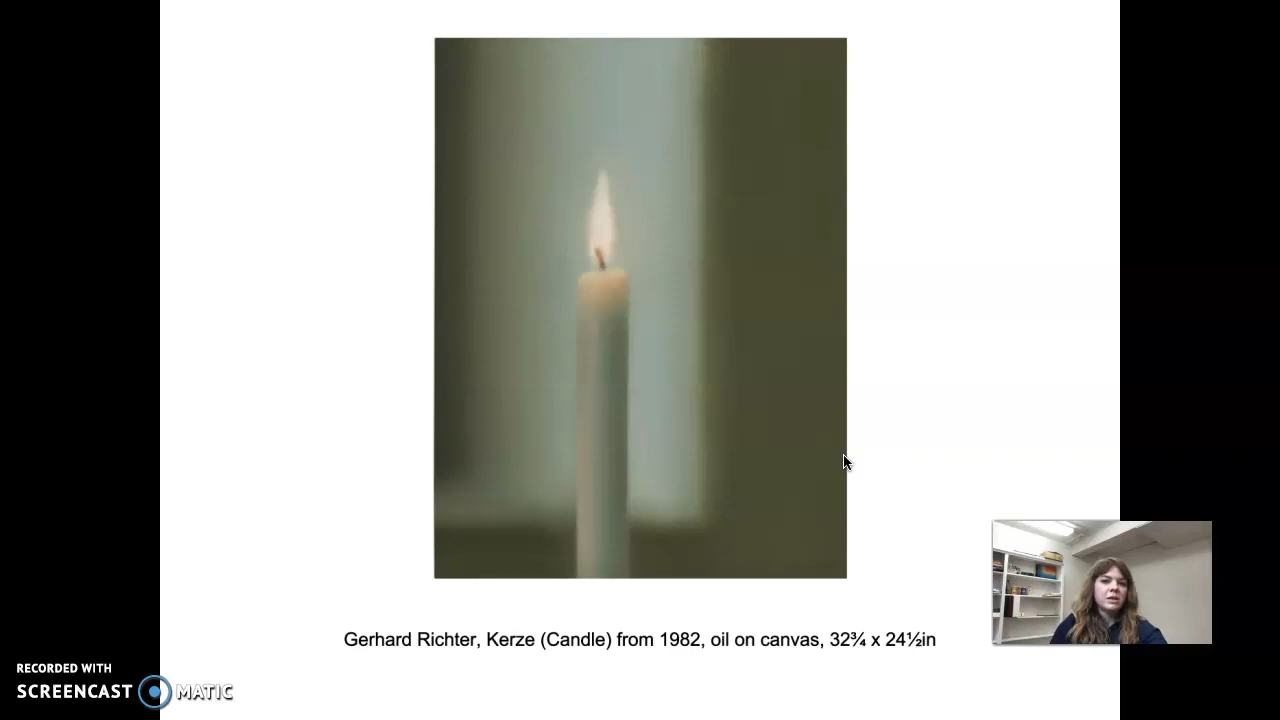 Gerhard Richter, Kerze (Candle) from 1982, oil on canvas, 32¾ x 24½in
RECORDED WITH
SCREENCAST MATIC